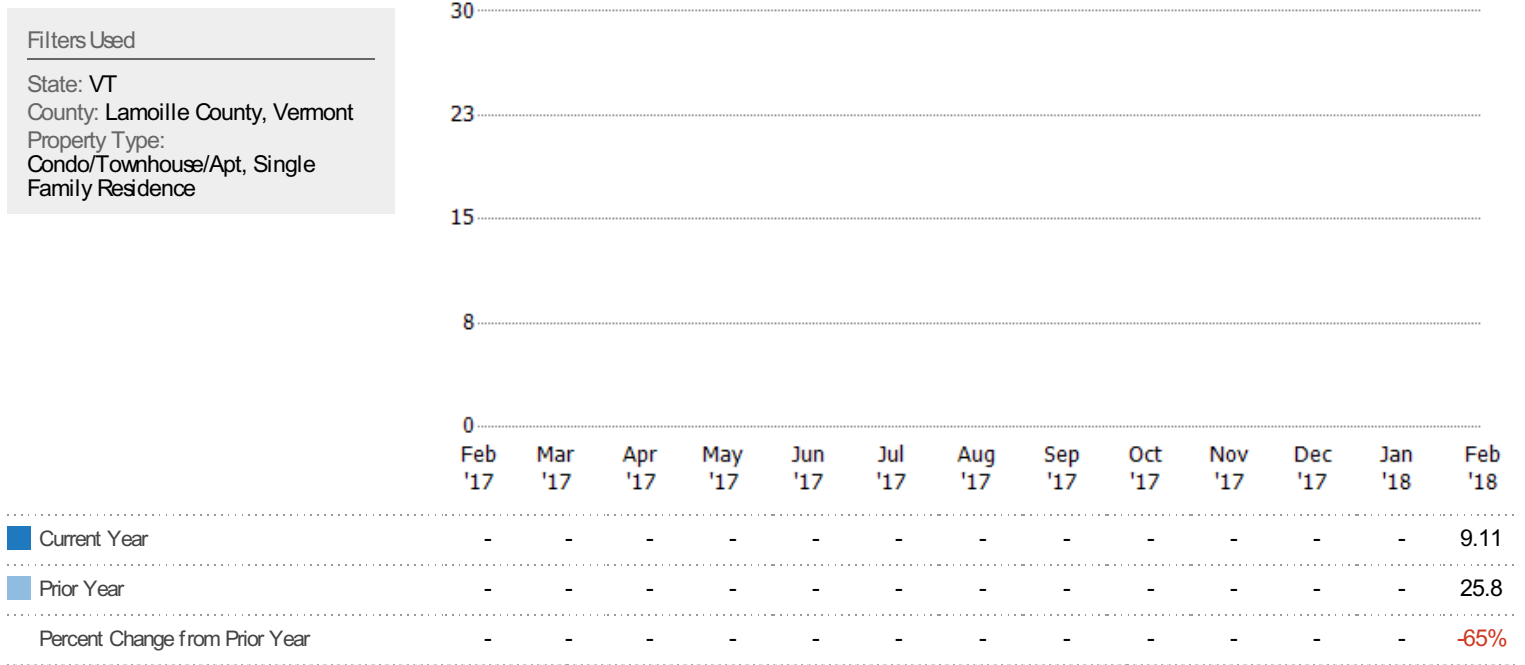 Filters Used
State: VT
County: Lamoille County, Vermont
Property Type:
Condo/Townhouse/Apt, Single
Family Residence
30
23
15
8
0
Feb Mar Apr May Jun Jul Aug Sep Oct Nov Dec Jan Feb
'17 '17 '17 '17 '17 '17 '17 '17 '17 '17 '17 '18 '18
Current Year - - - - - - - - - - - - 9.11
Prior Year - - - - - - - - - - - - 25.8
Percent Change from Prior Year - - - - - - - - - - - - -65%